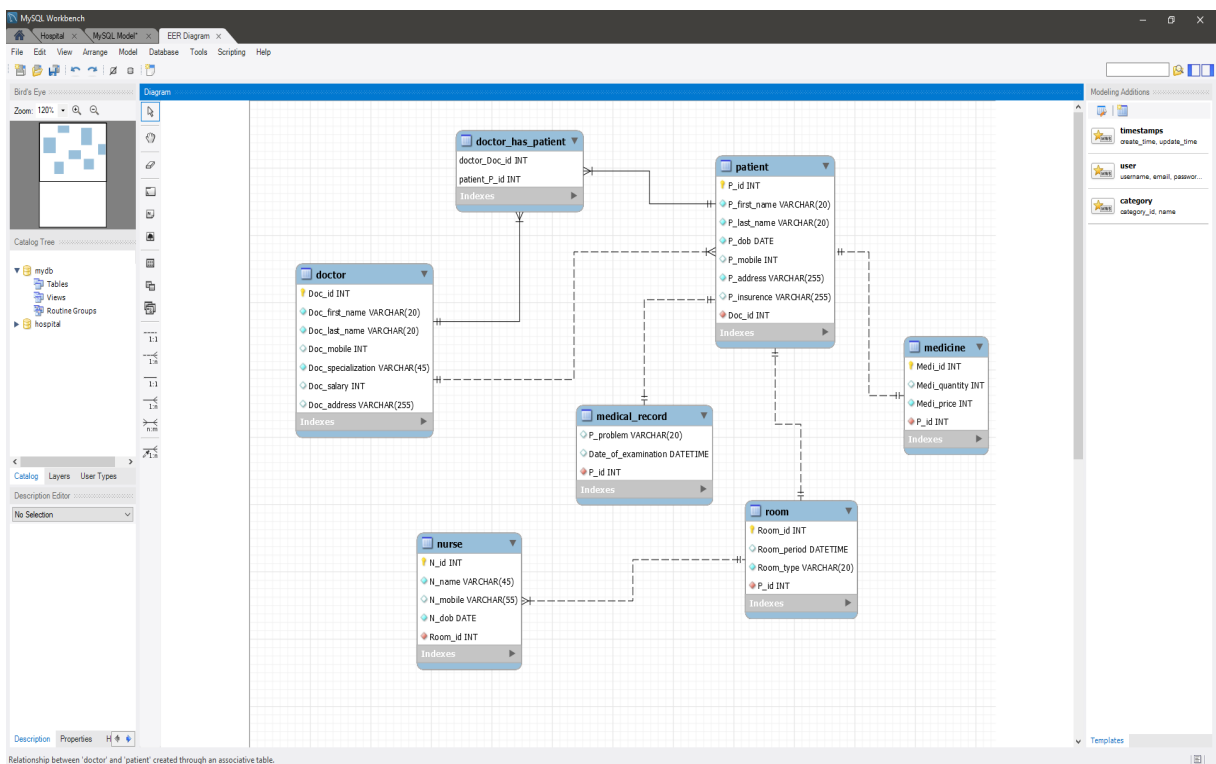 MySQL Workbench
Hospital
MySQL Model*
EER Diagram
File Edit View Arrange Model Database Tools Scripting Help
Bird's Eye
Zoom: 120%
Catalog Tree
mydb
Tables
Views
Routine Groups
hospital
Catalog Layers User Types
Description Editor
No Selection
Description Properties H
Diagram
1:1
1:n
1:1
1:n
n:m
1:n
doctor_has_patient
doctor_Doc_id INT
patient_P_id INT
Indexes
patient
P_id INT
P_first_name VARCHAR(20)
P_last_name VARCHAR(20)
P_dob DATE
P_mobile INT
P_address VARCHAR(255)
P_insurence VARCHAR(255)
Doc_id INT
Indexes
doctor
Doc_id INT
Doc_first_name VARCHAR(20)
Doc_last_name VARCHAR(20)
Doc_mobile INT
Doc_specialization VARCHAR(45)
Doc_salary INT
Doc_address VARCHAR(255)
Indexes
medicine
Medi_id INT
Medi_quantity INT
Medi_price INT
P_id INT
Indexes
medical_record
P_problem VARCHAR(20)
Date_of_examination DATETIME
P_id INT
Indexes
room
Room_id INT
Room_period DATETIME
Room_type VARCHAR(20)
P_id INT
Indexes
nurse
N_id INT
N_name VARCHAR(45)
N_mobile VARCHAR(55)
N_dob DATE
Room_id INT
Indexes
Modeling Additions
timestamps
create_time, update_time
user
username, email, passwor...
category
category_id, name
Templates
Relationship between 'doctor' and 'patient' created through an associative table.